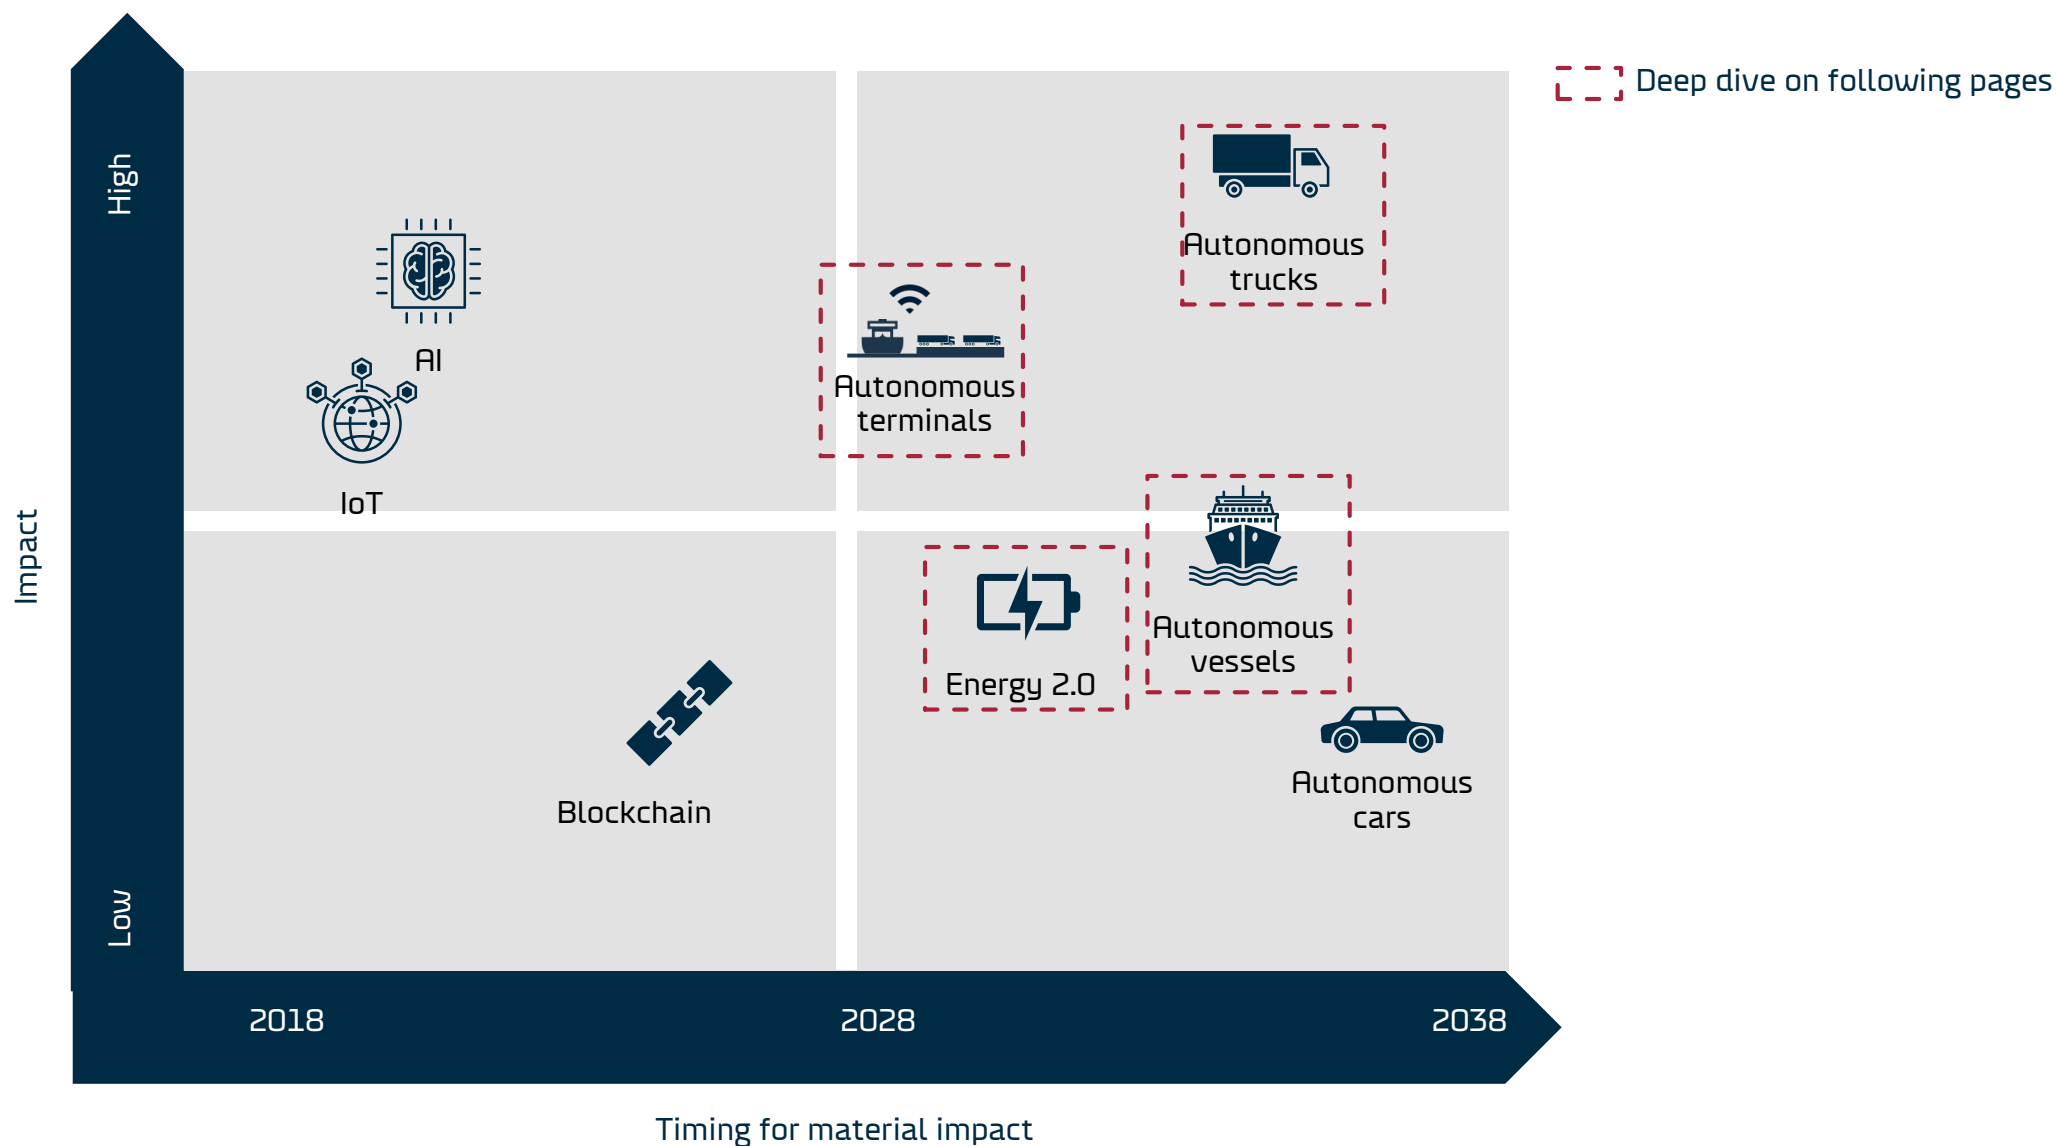 Deep dive on following pages
High
Autonomous
trucks
AI
Autonomous
terminals
IoT
Impact
Autonomous
vessels
Energy 2.0
Autonomous
cars
Blockchain
Low
2018
2028
2038
Timing for material impact